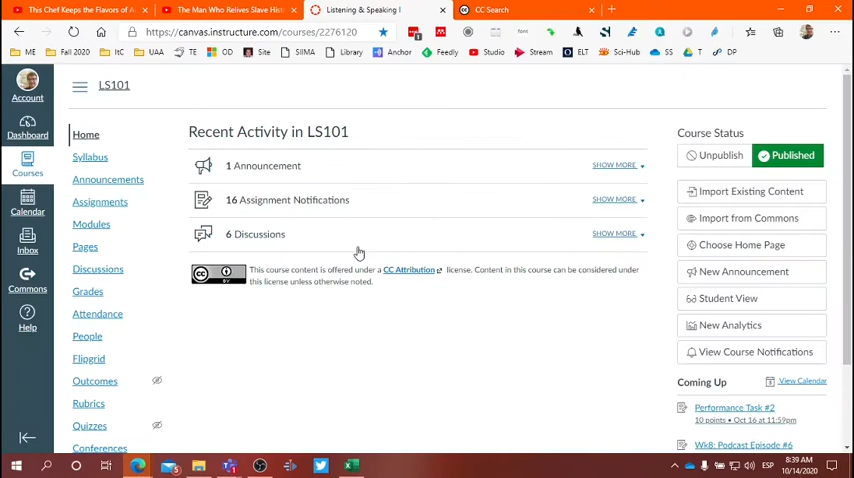 This Chef Keeps the Flavors of A
The Man Who Relives Slave Hist
Listening & Speaking I
CC Search
https://canvas.instructure.com/courses/2276120
ME
Fall 2020
ItC
UAA
TE
OD
Site
SIIMA
Library
Anchor
Feedly
Studio
Stream
ELT
Sci-Hub
SS
T
DP
Account
Dashboard
Courses
Calendar
Inbox
Commons
Help
LS101
Home
Syllabus
Announcements
Assignments
Modules
Pages
Discussions
Grades
Attendance
People
Flipgrid
Outcomes
Rubrics
Quizzes
Conferences
Recent Activity in LS101
1 Announcement SHOW MORE
16 Assignment Notifications SHOW MORE
6 Discussions SHOW MORE
This course content is offered under a CC Attribution license. Content in this course can be considered under
this license unless otherwise noted.
cc BY
Course Status
Unpublish Published
Import Existing Content
Import from Commons
Choose Home Page
New Announcement
Student View
New Analytics
View Course Notifications
Coming Up View Calendar
Performance Task #2
10 points • Oct 16 at 11:59pm
Wk8: Podcast Episode #6
ESP
8:39 AM
10/14/2020